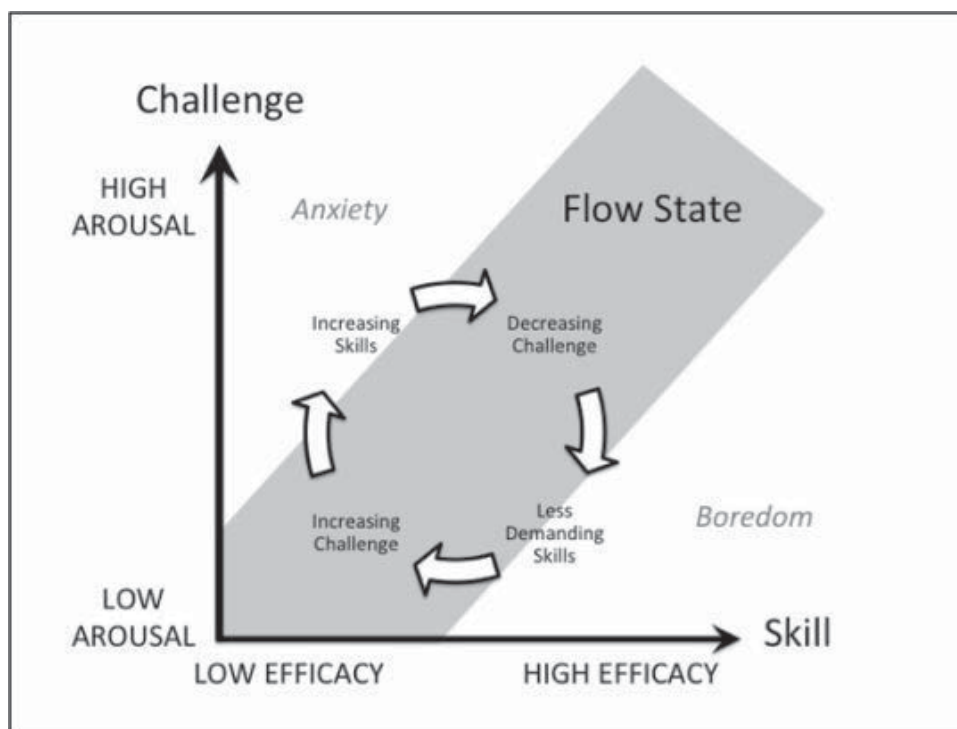 Challenge
HIGH
AROUSAL
Anxiety
Flow State
Increasing
Skills
Decreasing
Challenge
Increasing
Challenge
Less
Demanding
Skills
Boredom
LOW
AROUSAL
Skill
LOW EFFICACY
HIGH EFFICACY